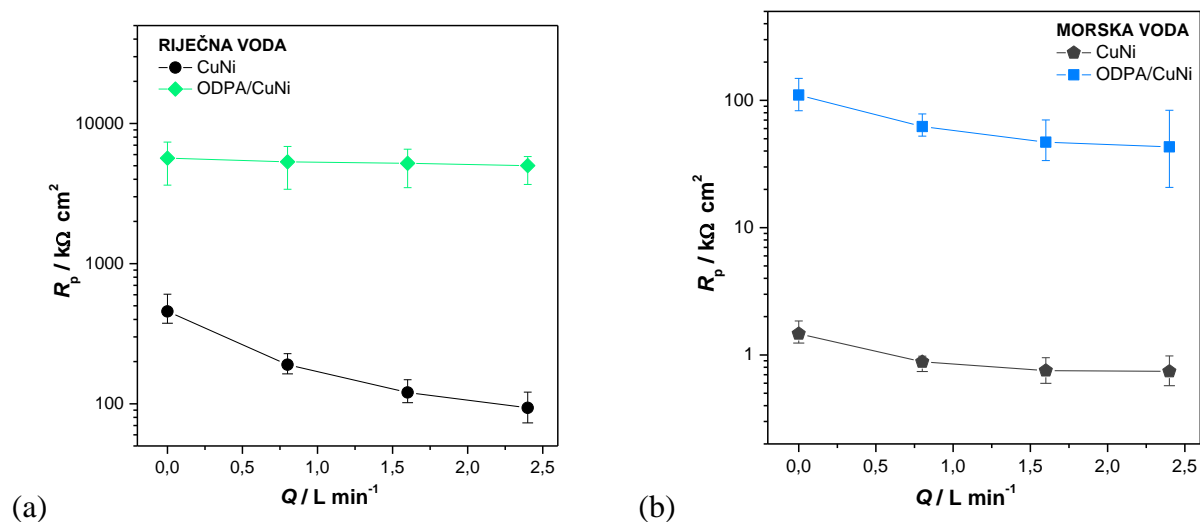 RIJEČNA VODA
CuNi
ODPA/CuNi
10000
1000
100
R_p / kΩ cm²
0,0 0,5 1,0 1,5 2,0 2,5
Q / L min⁻¹
(a)
MORSKA VODA
CuNi
ODPA/CuNi
100
10
1
R_p / kΩ cm²
0,0 0,5 1,0 1,5 2,0 2,5
Q / L min⁻¹
(b)